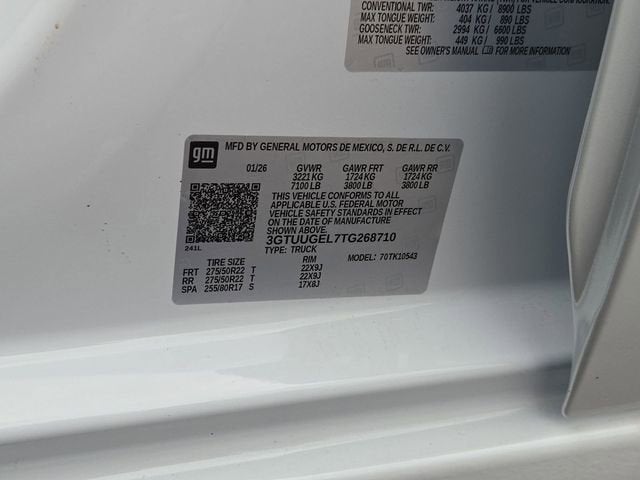 CONVENTIONAL TWR: 4037 KG / 8900 LBS
MAX TONGUE WT: 404 KG / 890 LBS
GOOSENECK TWR: 2994 KG / 6600 LBS
MAX TONGUE WT: 449 KG / 990 LBS
SEE OWNER'S MANUAL FOR MORE INFORMATION
gm MFD BY GENERAL MOTORS DE MEXICO, S. DE R.L. DE C.V.
01/26 GVWR GAWR FRT GAWR RR
3221 KG 1724 KG 1724 KG
7100 LB 3800 LB 3800 LB
THIS VEHICLE CONFORMS TO ALL
APPLICABLE U.S. FEDERAL MOTOR
VEHICLE SAFETY STANDARDS IN EFFECT
ON THE DATE OF MANUFACTURE
SHOWN ABOVE.
3GTUUGEL7TG268710
241L TYPE: TRUCK
TIRE SIZE RIM MODEL: 70TK10543
FRT 275/50R22 T 22X9J
RR 275/50R22 T 22X9J
SPA 255/80R17 S 17X8J